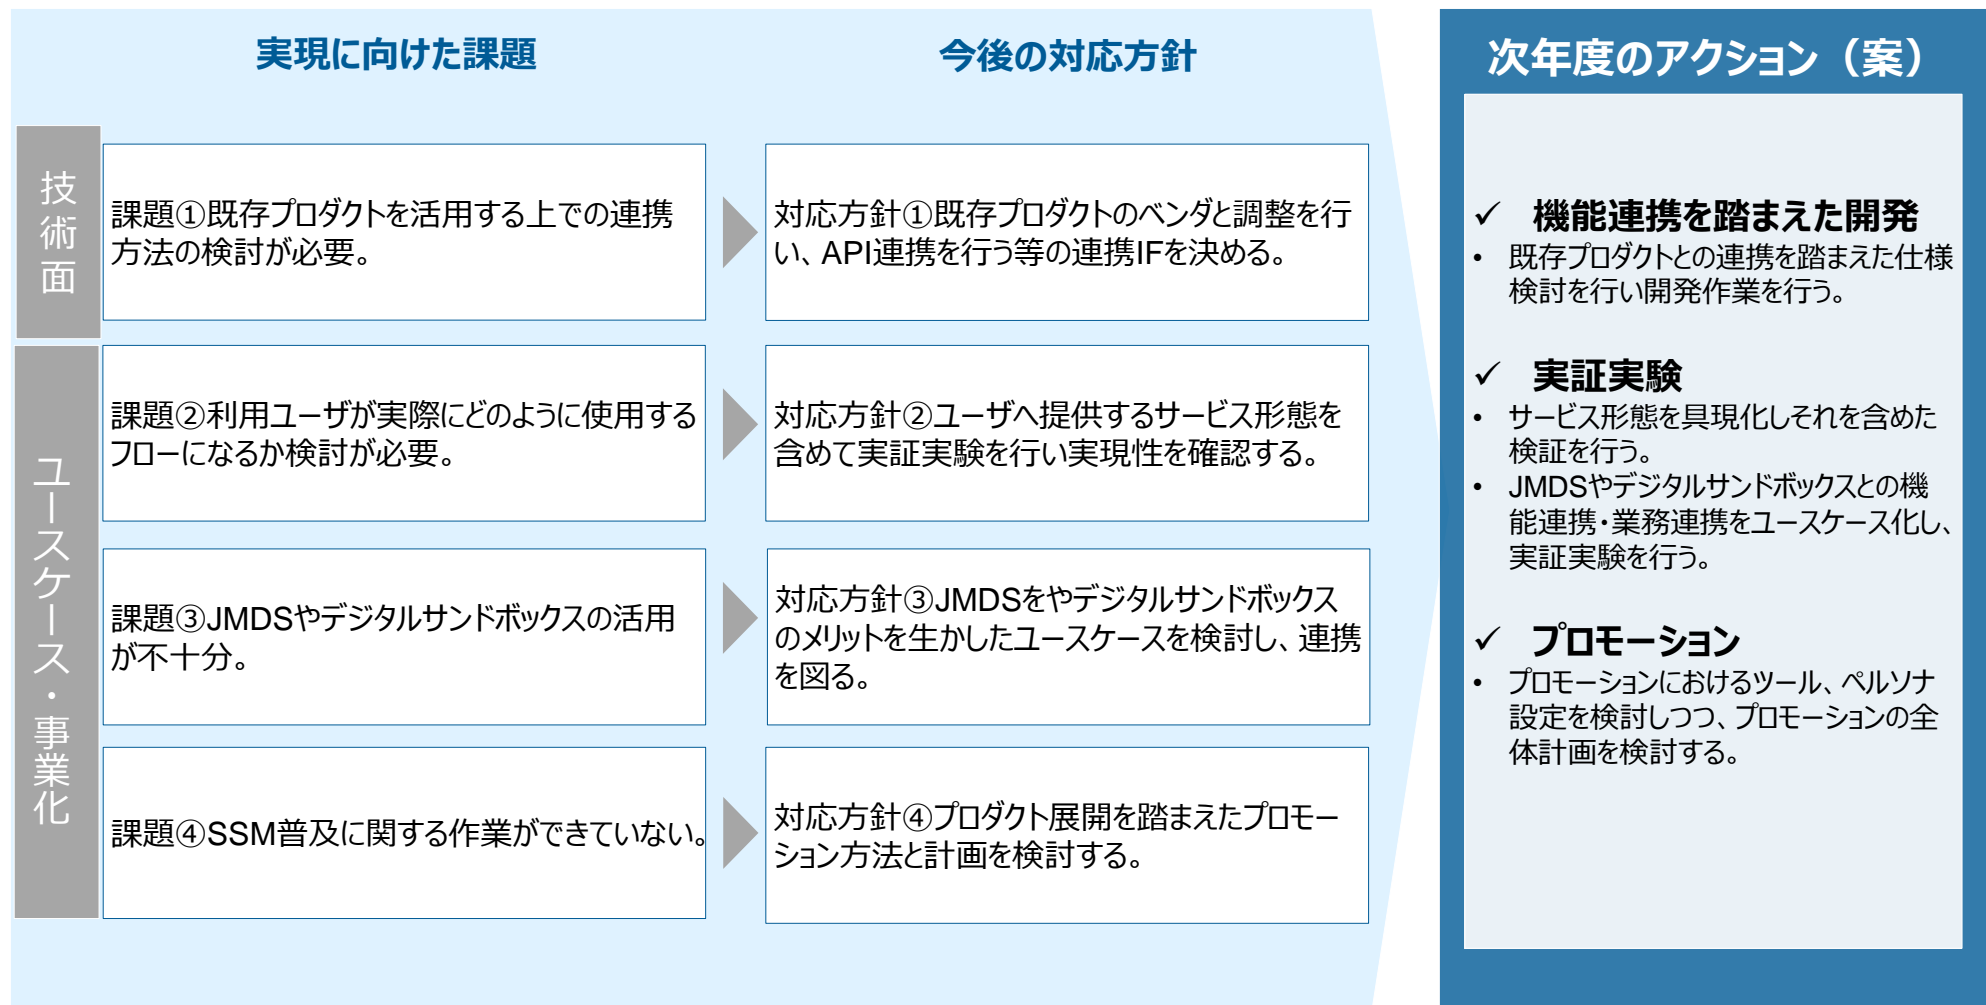 実現に向けた課題
今後の対応方針
次年度のアクション（案）
技術面
課題①既存プロダクトを活用する上での連携
方法の検討が必要。
対応方針①既存プロダクトのベンダと調整を行
い、API連携を行う等の連携IFを決める。
ユースケース・事業化
課題②利用ユーザが実際にどのように使用する
フローになるか検討が必要。
対応方針②ユーザへ提供するサービス形態を
含めて実証実験を行い実現性を確認する。
課題③JMDSやデジタルサンドボックスの活用
が不十分。
対応方針③JMDSをやデジタルサンドボックス
のメリットを生かしたユースケースを検討し、連携
を図る。
課題④SSM普及に関する作業ができていない。
対応方針④プロダクト展開を踏まえたプロモー
ション方法と計画を検討する。
✓ 機能連携を踏まえた開発
• 既存プロダクトとの連携を踏まえた仕様
検討を行い開発作業を行う。
✓ 実証実験
• サービス形態を具現化しそれを含めた
検証を行う。
• JMDSやデジタルサンドボックスとの機
能連携・業務連携をユースケース化し、
実証実験を行う。
✓ プロモーション
• プロモーションにおけるツール、ペルソナ
設定を検討しつつ、プロモーションの全
体計画を検討する。